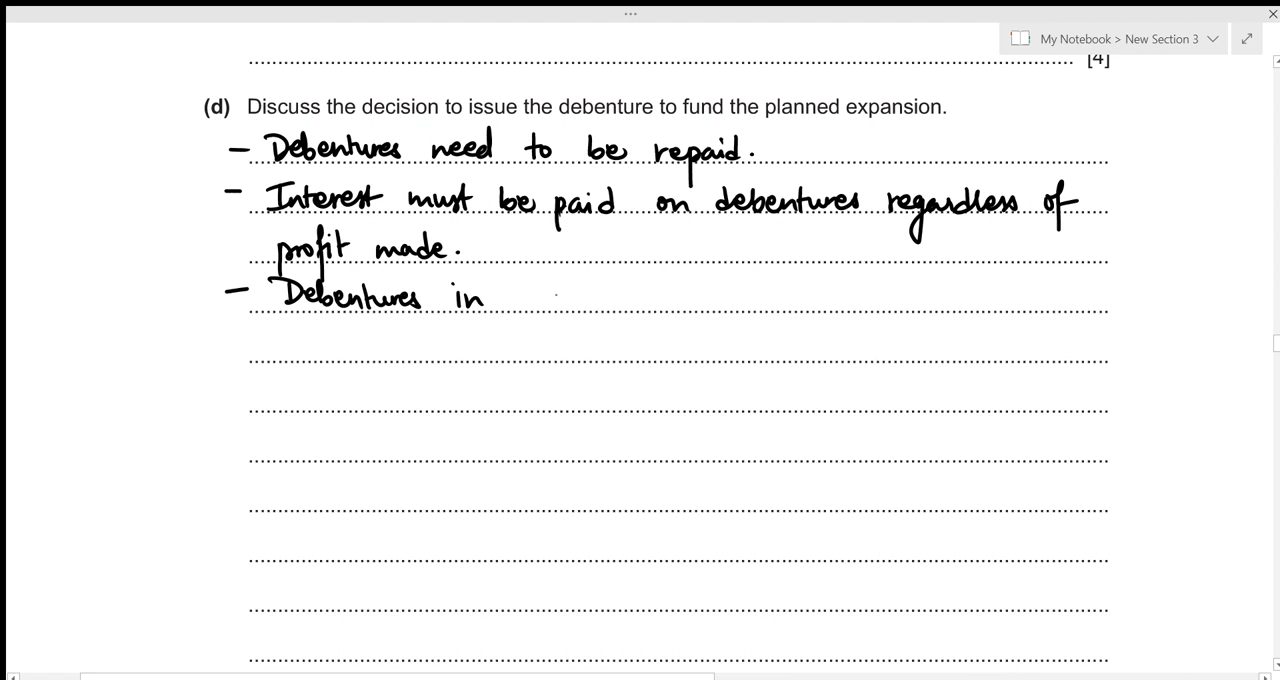 My Notebook > New Section 3
[4]
(d) Discuss the decision to issue the debenture to fund the planned expansion.
- Debentures need to be repaid.
- Interest must be paid on debentures regardless of
profit made.
- Debentures in